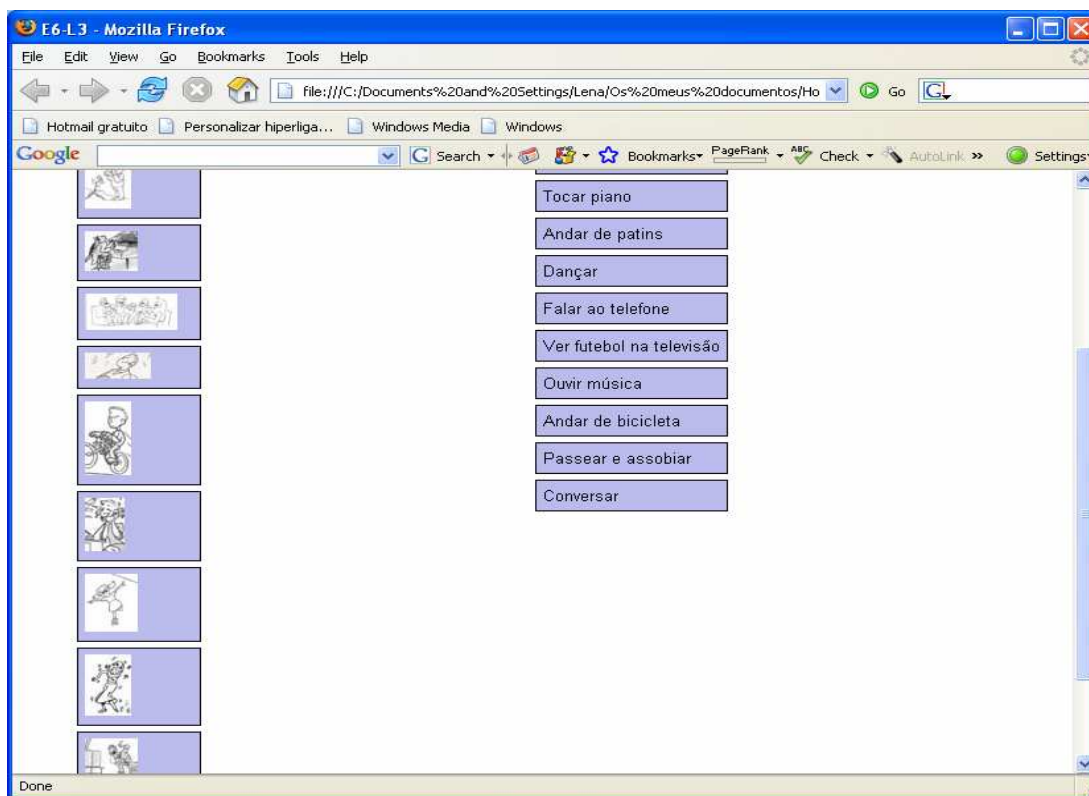 E6-L3 - Mozilla Firefox
File Edit View Go Bookmarks Tools Help
file:///C:/Documents%20and%20Settings/Lena/Os%20meus%20documentos/Ho Go G
Hotmail gratuito Personalizar hiperliga... Windows Media Windows
Google G Search Bookmarks PageRank ABC Check AutoLink » Settings
Tocar piano
Andar de patins
Dançar
Falar ao telefone
Ver futebol na televisão
Ouvir música
Andar de bicicleta
Passear e assobiar
Conversar
Done